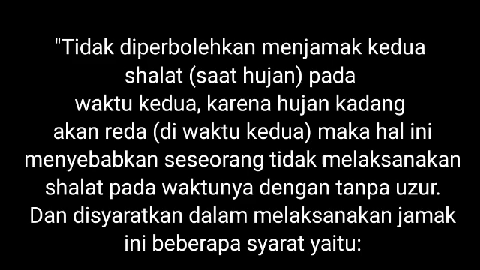 "Tidak diperbolehkan menjamak kedua
shalat (saat hujan) pada
waktu kedua, karena hujan kadang
akan reda (di waktu kedua) maka hal ini
menyebabkan seseorang tidak melaksanakan
shalat pada waktunya dengan tanpa uzur.
Dan disyaratkan dalam melaksanakan jamak
ini beberapa syarat yaitu: